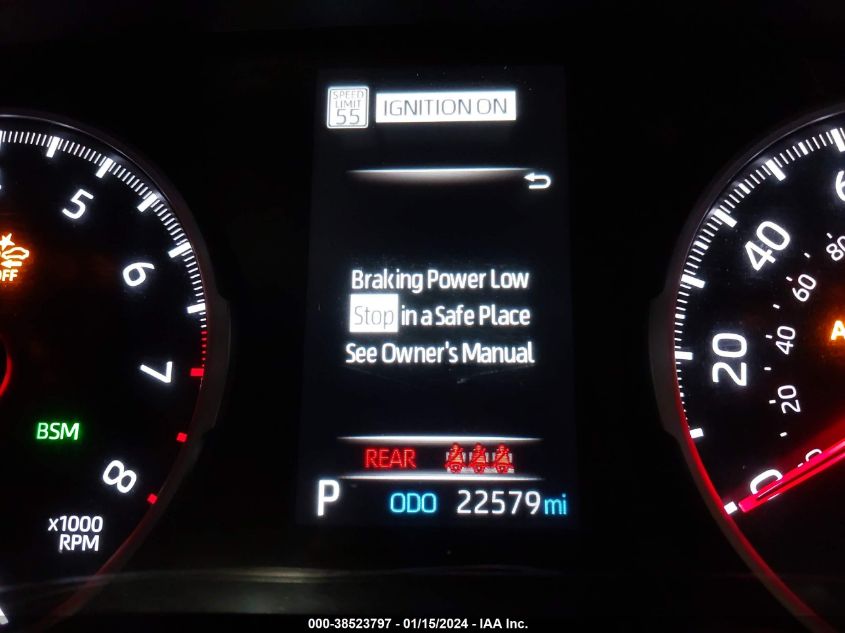 SPEED
LIMIT
55
IGNITION ON
5
6
7
8
OFF
BSM
x1000
RPM
Braking Power Low
Stop in a Safe Place
See Owner's Manual
REAR
P ODO 22579 mi
40
20
0
80
60
40
20
000-38523797 - 01/15/2024 - IAA Inc.